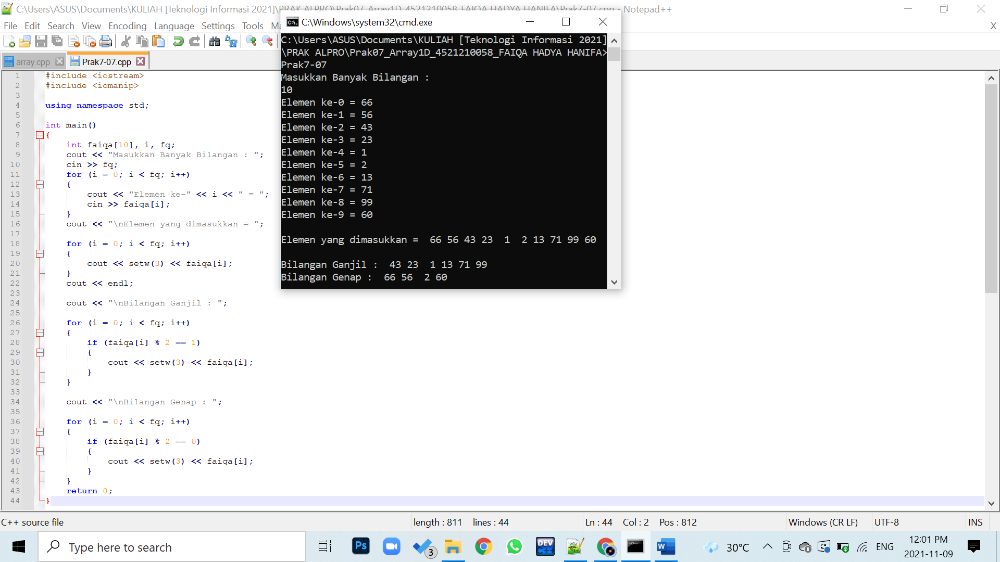 C:\Users\ASUS\Documents\KULIAH [Teknologi Informasi 2021]\PRAK ALPRO\Prak07_Array1D_4521210058_FAIQA HADYA HANIFA\Prak7-07.cpp - Notepad++
File Edit Search View Encoding Language Settings Tools
array.cpp Prak7-07.cpp
1 #include <iostream>
2 #include <iomanip>
3
4 using namespace std;
5
6 int main()
7 {
8 int faiqa[10], i, fq;
9 cout << "Masukkan Banyak Bilangan : ";
10 cin >> fq;
11 for (i = 0; i < fq; i++)
12 {
13 cout << "Elemen ke-" << i << " = ";
14 cin >> faiqa[i];
15 }
16 cout << "\nElemen yang dimasukkan = ";
17
18 for (i = 0; i < fq; i++)
19 {
20 cout << setw(3) << faiqa[i];
21 }
22 cout << endl;
23
24 cout << "\nBilangan Ganjil : ";
25
26 for (i = 0; i < fq; i++)
27 {
28 if (faiqa[i] % 2 == 1)
29 {
30 cout << setw(3) << faiqa[i];
31 }
32 }
33
34 cout << "\nBilangan Genap : ";
35
36 for (i = 0; i < fq; i++)
37 {
38 if (faiqa[i] % 2 == 0)
39 {
40 cout << setw(3) << faiqa[i];
41 }
42 }
43 return 0;
44 }
C:\Windows\system32\cmd.exe
C:\Users\ASUS\Documents\KULIAH [Teknologi Informasi 2021]
\PRAK ALPRO\Prak07_Array1D_4521210058_FAIQA HADYA HANIFA>
Prak7-07
Masukkan Banyak Bilangan :
10
Elemen ke-0 = 66
Elemen ke-1 = 56
Elemen ke-2 = 43
Elemen ke-3 = 23
Elemen ke-4 = 1
Elemen ke-5 = 2
Elemen ke-6 = 13
Elemen ke-7 = 71
Elemen ke-8 = 99
Elemen ke-9 = 60
Elemen yang dimasukkan =  66 56 43 23  1  2 13 71 99 60
Bilangan Ganjil :  43 23  1 13 71 99
Bilangan Genap :  66 56  2 60
C++ source file length : 811 lines : 44 Ln : 44 Col : 2 Pos : 812 Windows (CR LF) UTF-8 INS
Type here to search Ps 3 DEV C++ W 30°C ENG 12:01 PM
2021-11-09